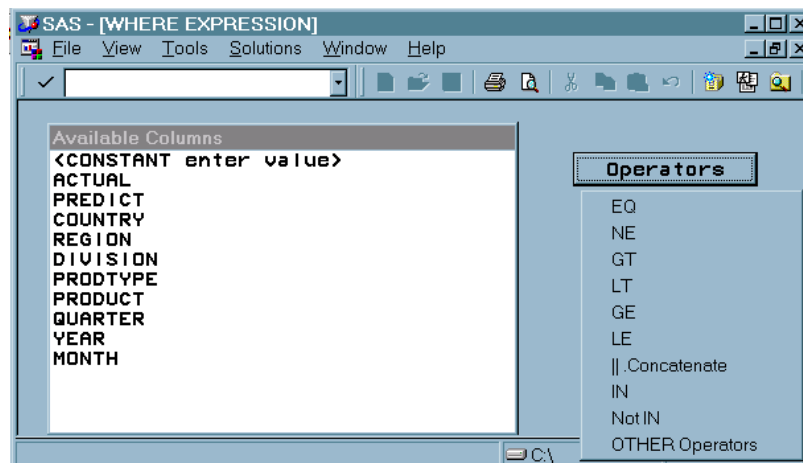 SAS - [WHERE EXPRESSION]
File View Tools Solutions Window Help
Available Columns
<CONSTANT enter value>
ACTUAL
PREDICT
COUNTRY
REGION
DIVISION
PRODTYPE
PRODUCT
QUARTER
YEAR
MONTH
Operators
EQ
NE
GT
LT
GE
LE
|| .Concatenate
IN
Not IN
OTHER Operators
C:\